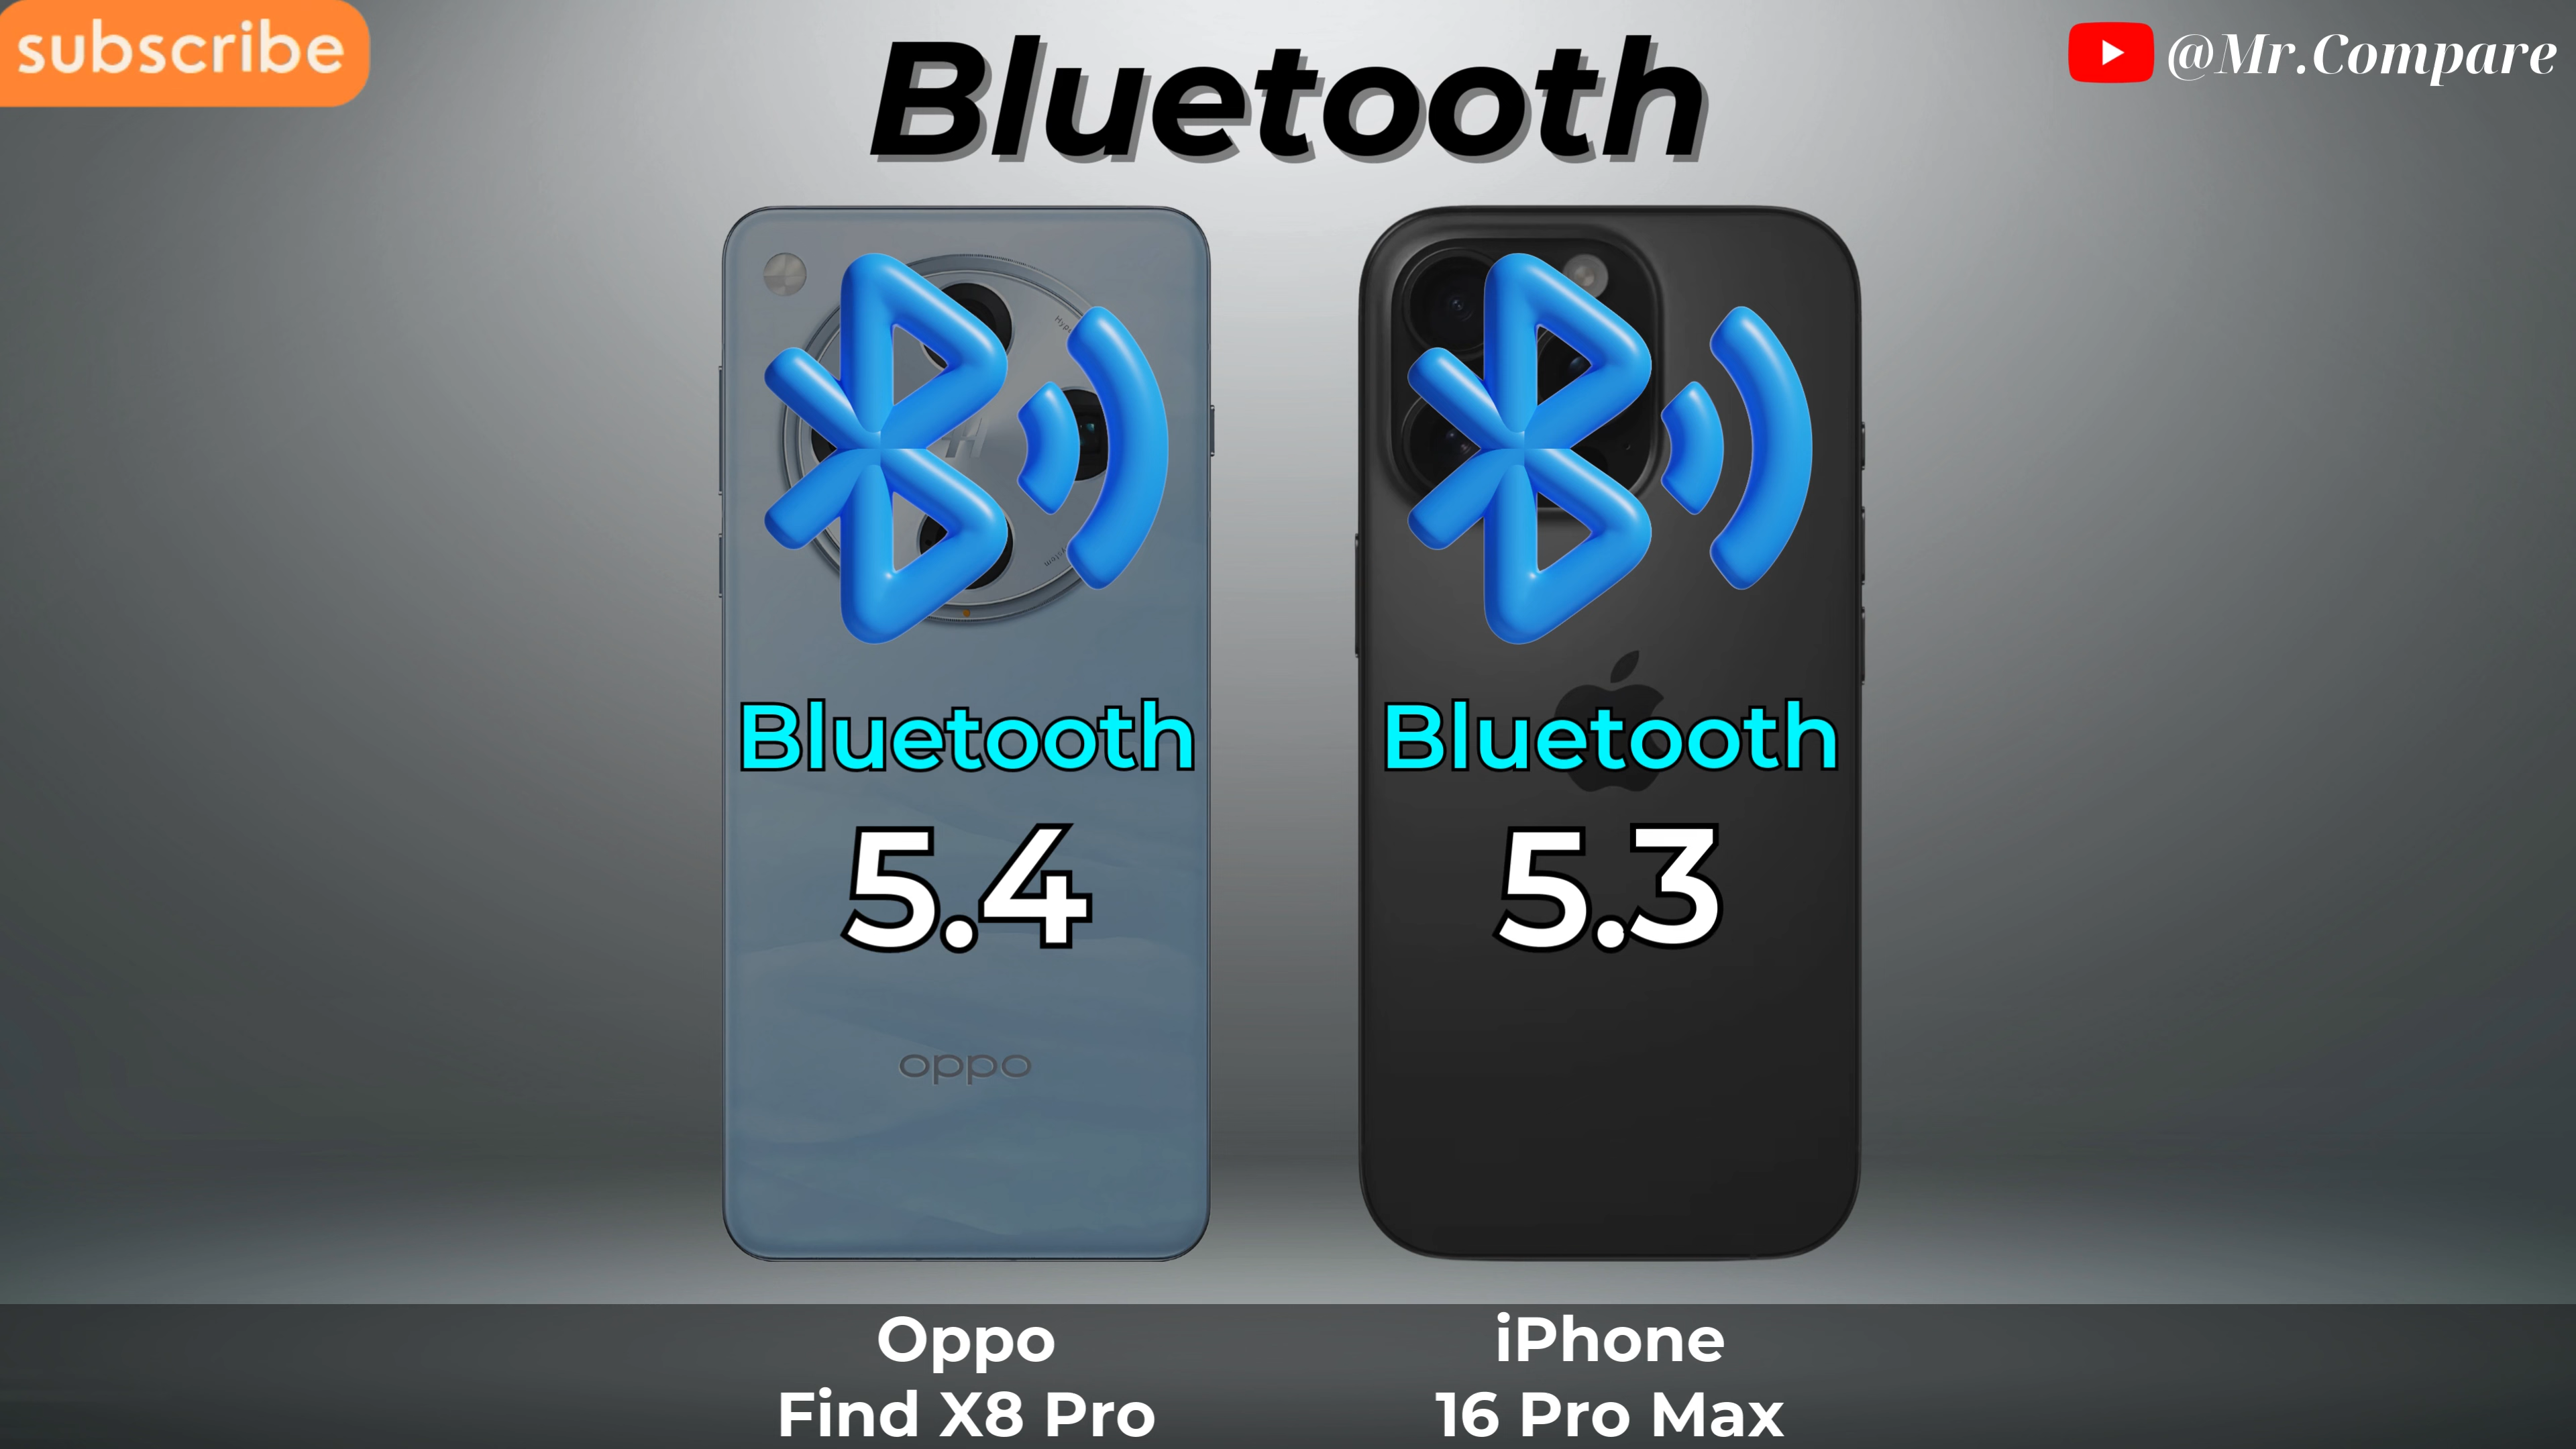 subscribe
Bluetooth
@Mr.Compare
Bluetooth
5.4
oppo
Bluetooth
5.3
Oppo
Find X8 Pro
iPhone
16 Pro Max